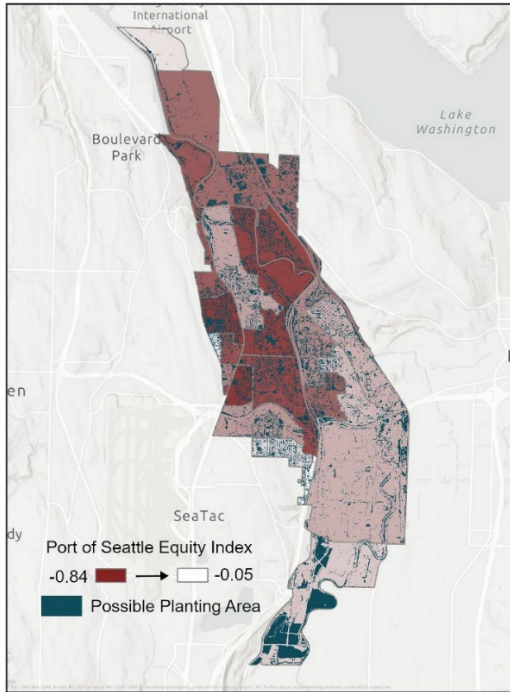 International
Airport
Boulevard
Park
Lake
Washington
en
SeaTac
dy
Port of Seattle Equity Index
-0.84
-0.05
Possible Planting Area